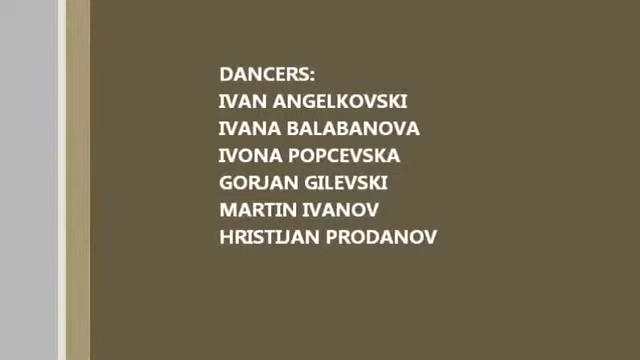 DANCERS:
IVAN ANGELKOVSKI
IVANA BALABANOVA
IVONA POPCEVSKA
GORJAN GILEVSKI
MARTIN IVANOV
HRISTIJAN PRODANOV